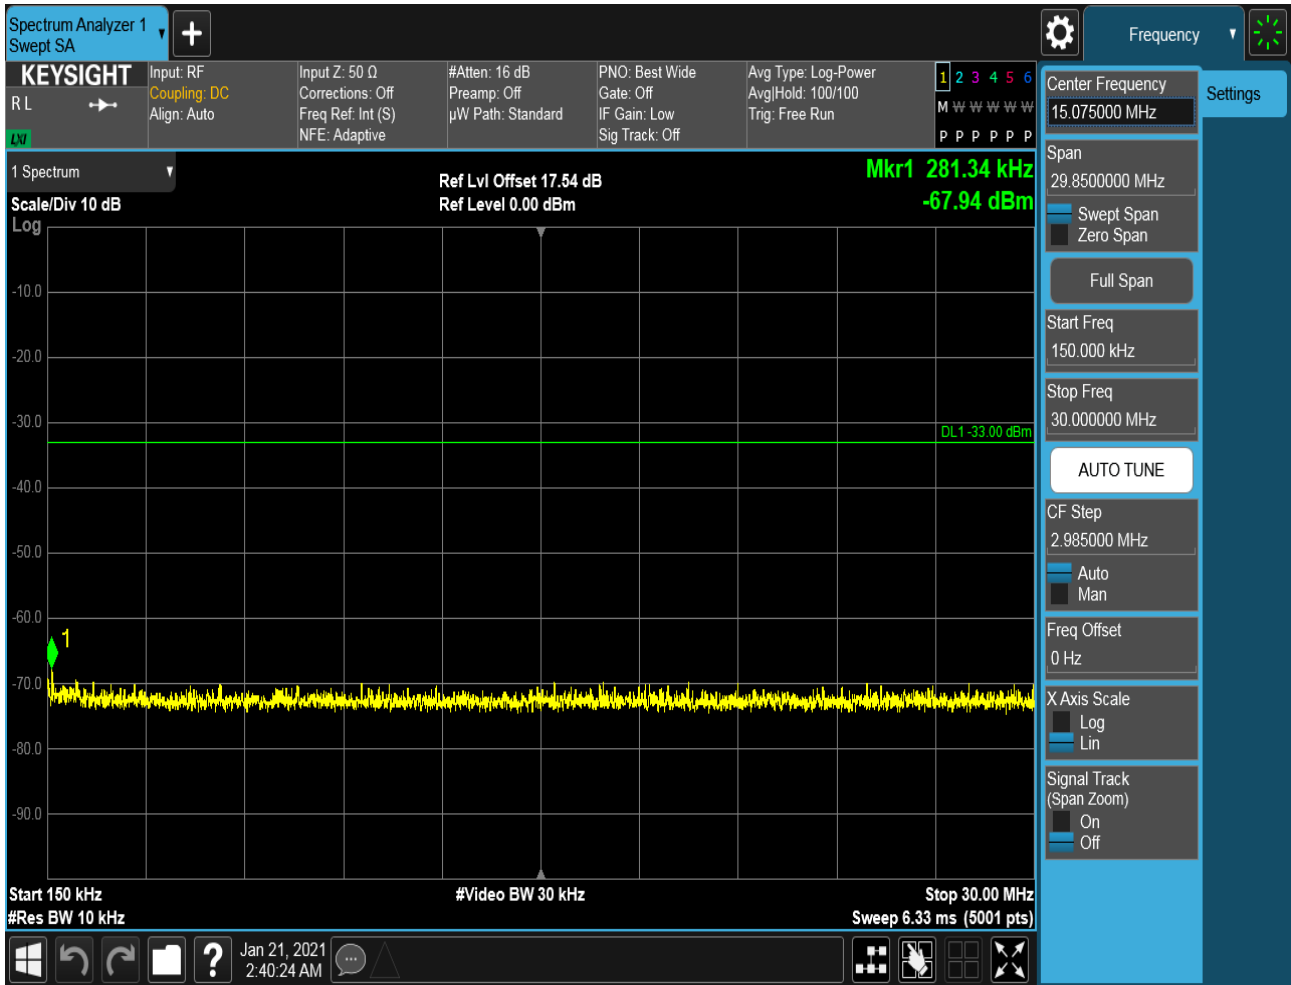 Spectrum Analyzer 1
Swept SA
Frequency
KEYSIGHT
R L
LXI
Input: RF
Coupling: DC
Align: Auto
Input Z: 50 Ω
Corrections: Off
Freq Ref: Int (S)
NFE: Adaptive
#Atten: 16 dB
Preamp: Off
µW Path: Standard
PNO: Best Wide
Gate: Off
IF Gain: Low
Sig Track: Off
Avg Type: Log-Power
Avg|Hold: 100/100
Trig: Free Run
1 2 3 4 5 6
M W W W W W
P P P P P P
1 Spectrum
Scale/Div 10 dB
Log
Ref Lvl Offset 17.54 dB
Ref Level 0.00 dBm
Mkr1 281.34 kHz
-67.94 dBm
-10.0
-20.0
-30.0
DL1 -33.00 dBm
-40.0
-50.0
-60.0
1
-70.0
-80.0
-90.0
Start 150 kHz
#Res BW 10 kHz
#Video BW 30 kHz
Stop 30.00 MHz
Sweep 6.33 ms (5001 pts)
Center Frequency
15.075000 MHz
Settings
Span
29.8500000 MHz
Swept Span
Zero Span
Full Span
Start Freq
150.000 kHz
Stop Freq
30.000000 MHz
AUTO TUNE
CF Step
2.985000 MHz
Auto
Man
Freq Offset
0 Hz
X Axis Scale
Log
Lin
Signal Track
(Span Zoom)
On
Off
?
Jan 21, 2021
2:40:24 AM